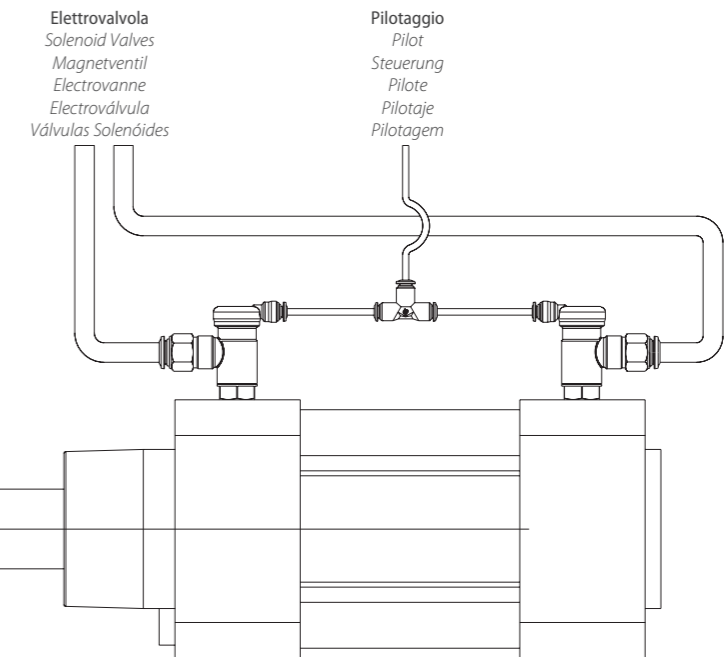 Elettrovalvola
Solenoid Valves
Magnetventil
Electrovanne
Electroválvula
Válvulas Solenóides
Pilotaggio
Pilot
Steuerung
Pilote
Pilotaje
Pilotagem